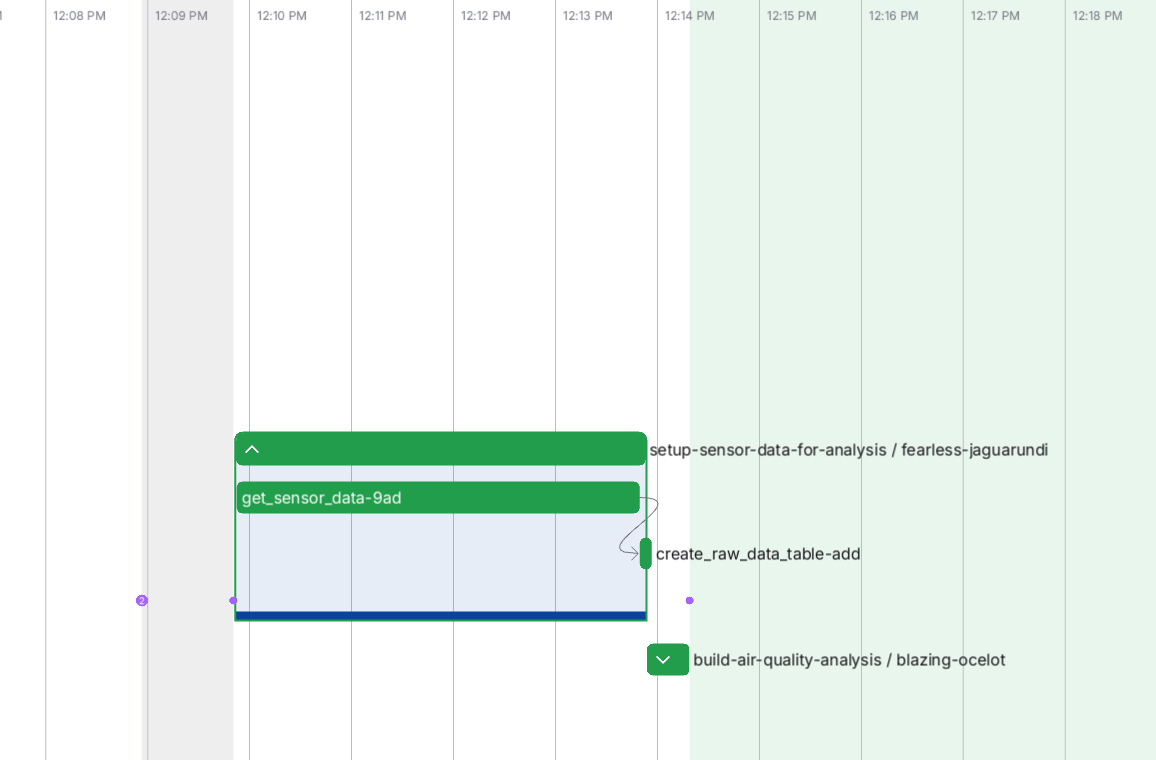 12:08 PM 12:09 PM 12:10 PM 12:11 PM 12:12 PM 12:13 PM 12:14 PM 12:15 PM 12:16 PM 12:17 PM 12:18 PM
setup-sensor-data-for-analysis / fearless-jaguarundi
get_sensor_data-9ad
create_raw_data_table-add
2
build-air-quality-analysis / blazing-ocelot